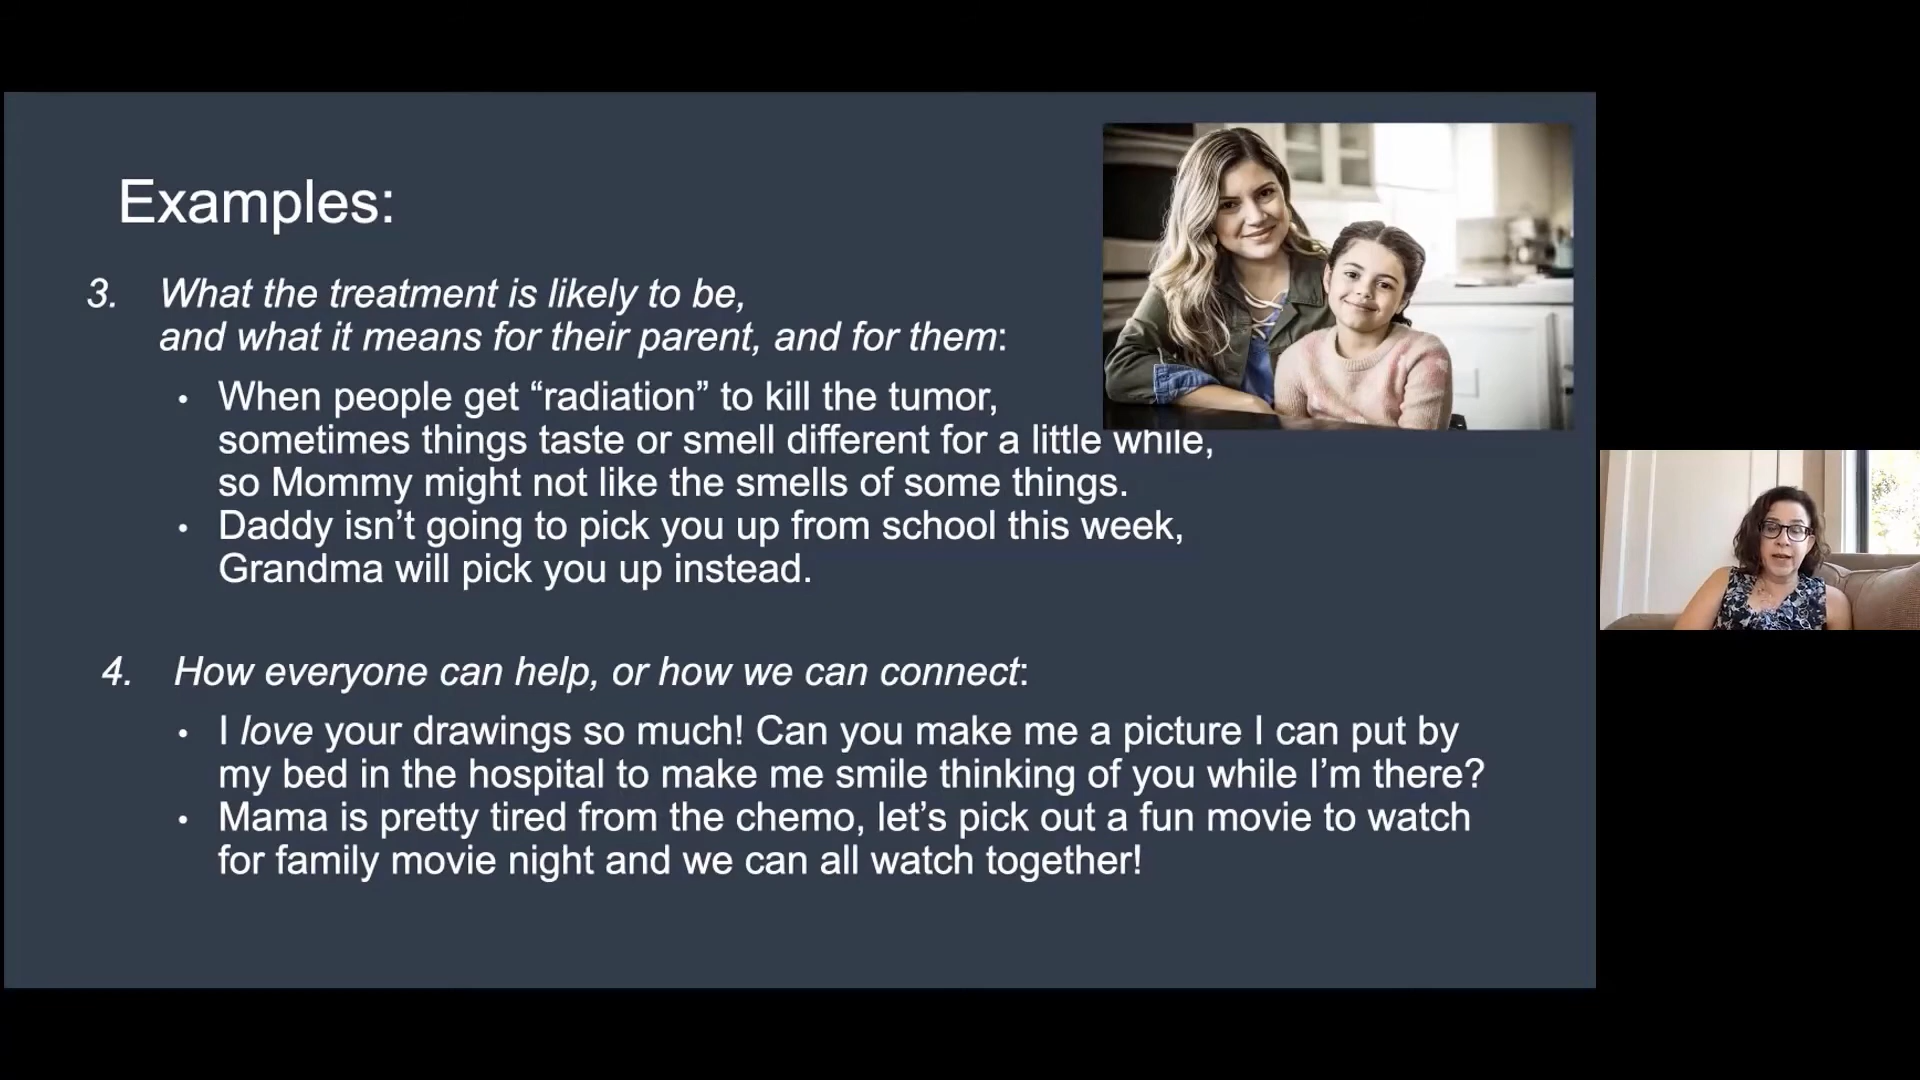 Examples:
3. What the treatment is likely to be,
and what it means for their parent, and for them:
• When people get “radiation” to kill the tumor,
sometimes things taste or smell different for a little while,
so Mommy might not like the smells of some things.
• Daddy isn’t going to pick you up from school this week,
Grandma will pick you up instead.
4. How everyone can help, or how we can connect:
• I love your drawings so much! Can you make me a picture I can put by
my bed in the hospital to make me smile thinking of you while I’m there?
• Mama is pretty tired from the chemo, let’s pick out a fun movie to watch
for family movie night and we can all watch together!